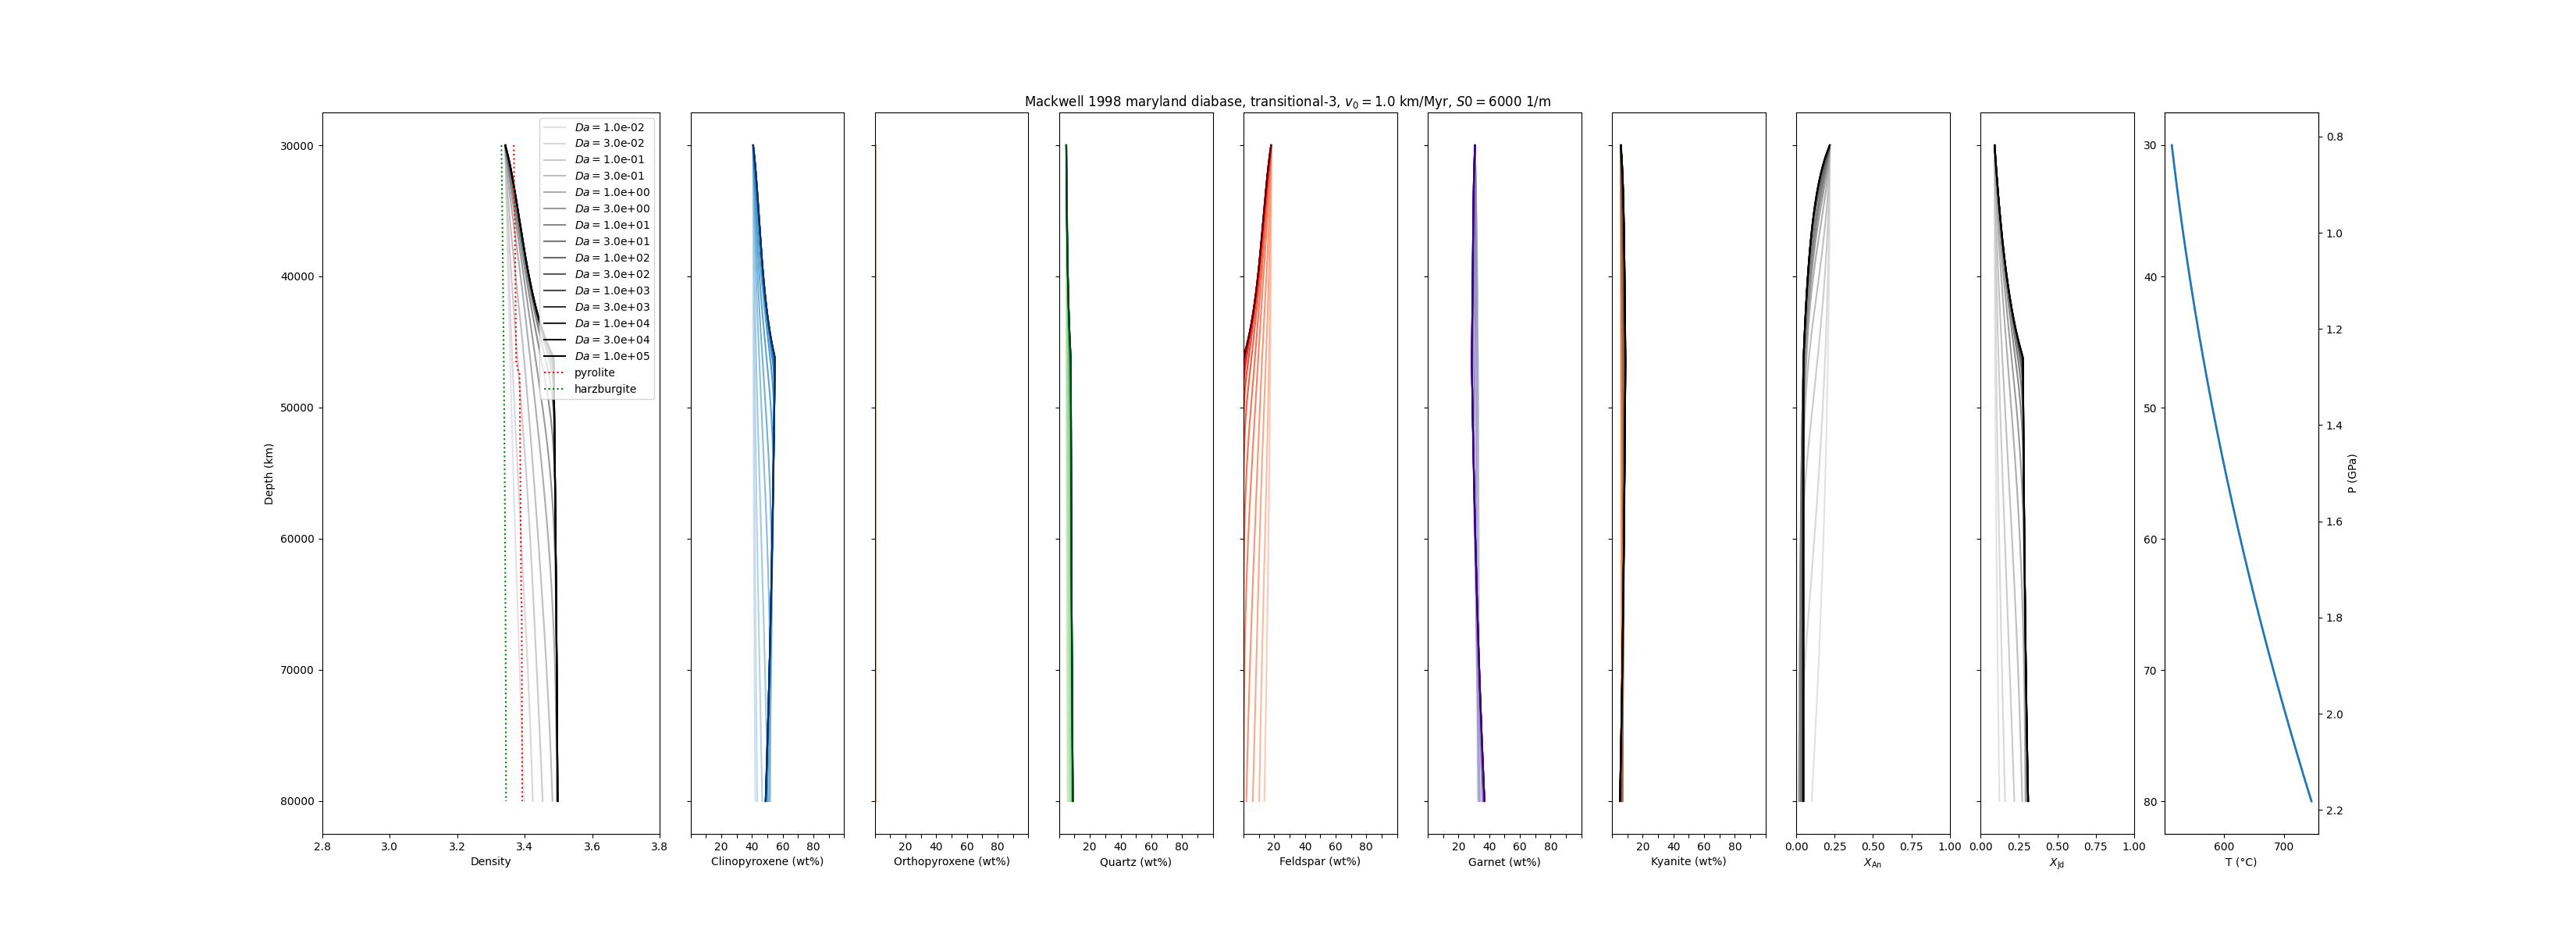 Mackwell 1998 maryland diabase, transitional-3, v₀ = 1.0 km/Myr, S0 = 6000 1/m
Da = 1.0e-02
Da = 3.0e-02
Da = 1.0e-01
Da = 3.0e-01
Da = 1.0e+00
Da = 3.0e+00
Da = 1.0e+01
Da = 3.0e+01
Da = 1.0e+02
Da = 3.0e+02
Da = 1.0e+03
Da = 3.0e+03
Da = 1.0e+04
Da = 3.0e+04
Da = 1.0e+05
pyrolite
harzburgite
Depth (km)
30000
40000
50000
60000
70000
80000
2.8 3.0 3.2 3.4 3.6 3.8
Density
20 40 60 80
Clinopyroxene (wt%)
20 40 60 80
Orthopyroxene (wt%)
20 40 60 80
Quartz (wt%)
20 40 60 80
Feldspar (wt%)
20 40 60 80
Garnet (wt%)
20 40 60 80
Kyanite (wt%)
0.00 0.25 0.50 0.75 1.00
X_An
0.00 0.25 0.50 0.75 1.00
X_Jd
30
40
50
60
70
80
600 700
T (°C)
0.8
1.0
1.2
1.4
1.6
1.8
2.0
2.2
P (GPa)